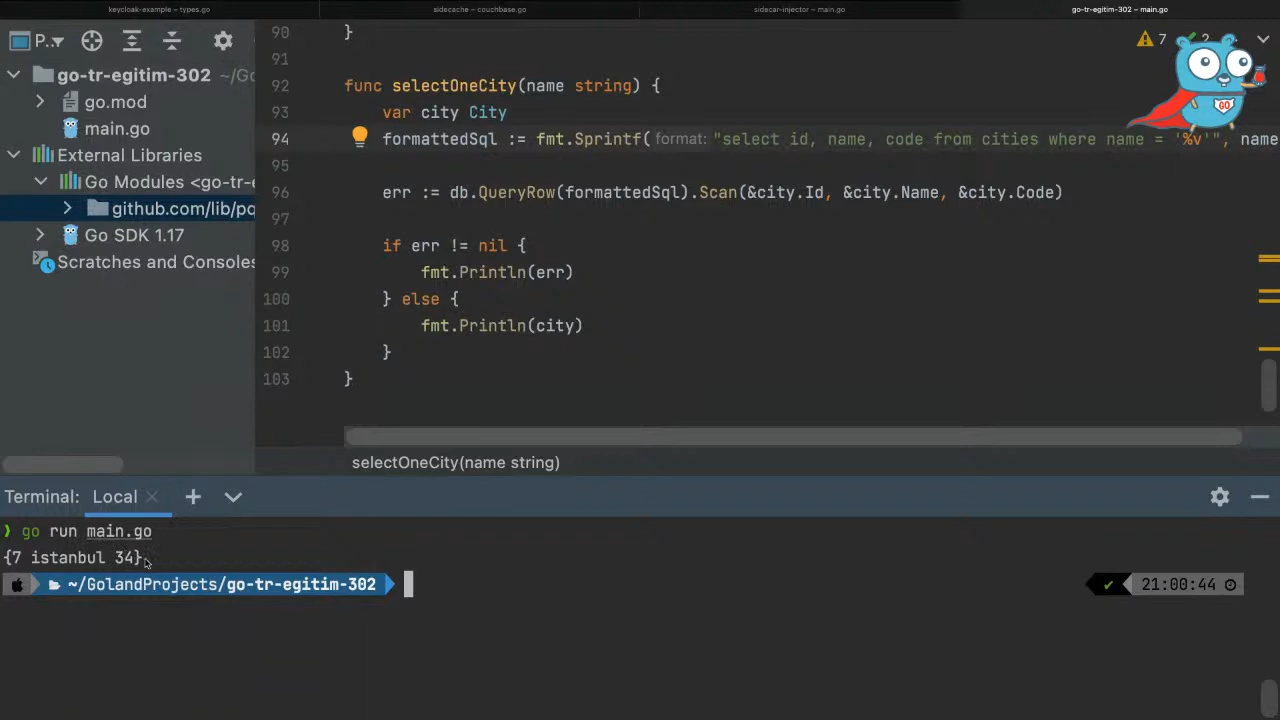 keycloak-example – types.go
sidecache – couchbase.go
sidecar-injector – main.go
go-tr-egitim-302 – main.go
P..
go-tr-egitim-302 ~/Go
go.mod
main.go
External Libraries
Go Modules <go-tr-e
github.com/lib/pq
Go SDK 1.17
Scratches and Consoles
7
2
GO
90 }
91
92 func selectOneCity(name string) {
93 var city City
94 formattedSql := fmt.Sprintf( format: "select id, name, code from cities where name = '%v'", name
95
96 err := db.QueryRow(formattedSql).Scan(&city.Id, &city.Name, &city.Code)
97
98 if err != nil {
99 fmt.Println(err)
100 } else {
101 fmt.Println(city)
102 }
103 }
selectOneCity(name string)
Terminal: Local
❯ go run main.go
{7 istanbul 34}
~/GolandProjects/go-tr-egitim-302
✔ 21:00:44